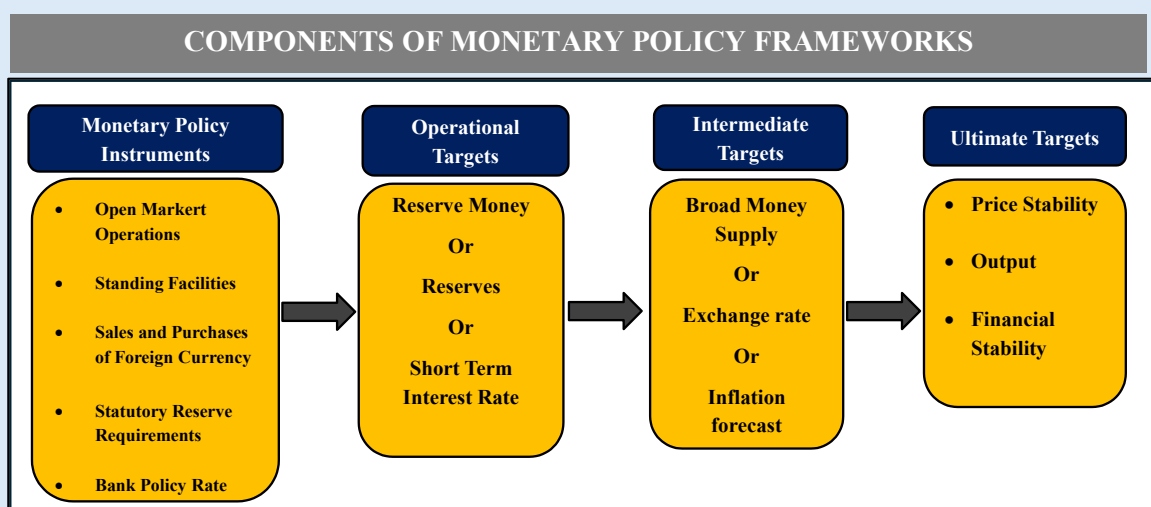 COMPONENTS OF MONETARY POLICY FRAMEWORKS
Monetary Policy
Instruments
• Open Markert
Operations
• Standing Facilities
• Sales and Purchases
of Foreign Currency
• Statutory Reserve
Requirements
• Bank Policy Rate
Operational
Targets
Reserve Money
Or
Reserves
Or
Short Term
Interest Rate
Intermediate
Targets
Broad Money
Supply
Or
Exchange rate
Or
Inflation
forecast
Ultimate Targets
• Price Stability
• Output
• Financial
Stability